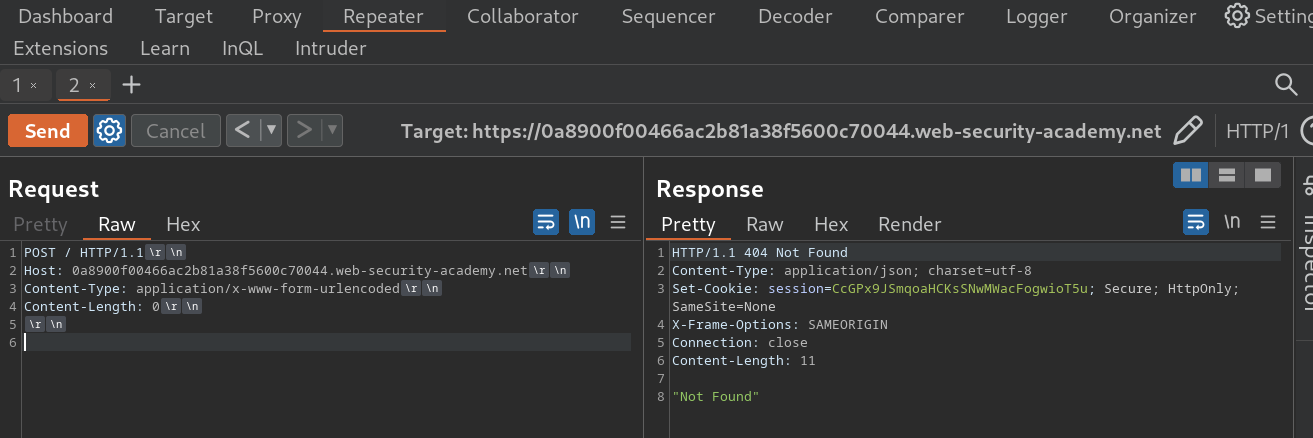 Dashboard Target Proxy Repeater Collaborator Sequencer Decoder Comparer Logger Organizer Setting
Extensions Learn InQL Intruder
1 × 2 × +
Send Cancel < ▼ > ▼ Target: https://0a8900f00466ac2b81a38f5600c70044.web-security-academy.net HTTP/1 ?
Request
Pretty Raw Hex \n
1 POST / HTTP/1.1\r\n
2 Host: 0a8900f00466ac2b81a38f5600c70044.web-security-academy.net\r\n
3 Content-Type: application/x-www-form-urlencoded\r\n
4 Content-Length: 0\r\n
5 \r\n
6
Response
Pretty Raw Hex Render \n
1 HTTP/1.1 404 Not Found
2 Content-Type: application/json; charset=utf-8
3 Set-Cookie: session=CcGPx9JSmqoaHCKsSNwMWacFogwioT5u; Secure; HttpOnly;
SameSite=None
4 X-Frame-Options: SAMEORIGIN
5 Connection: close
6 Content-Length: 11
7
8 "Not Found"
Inspector